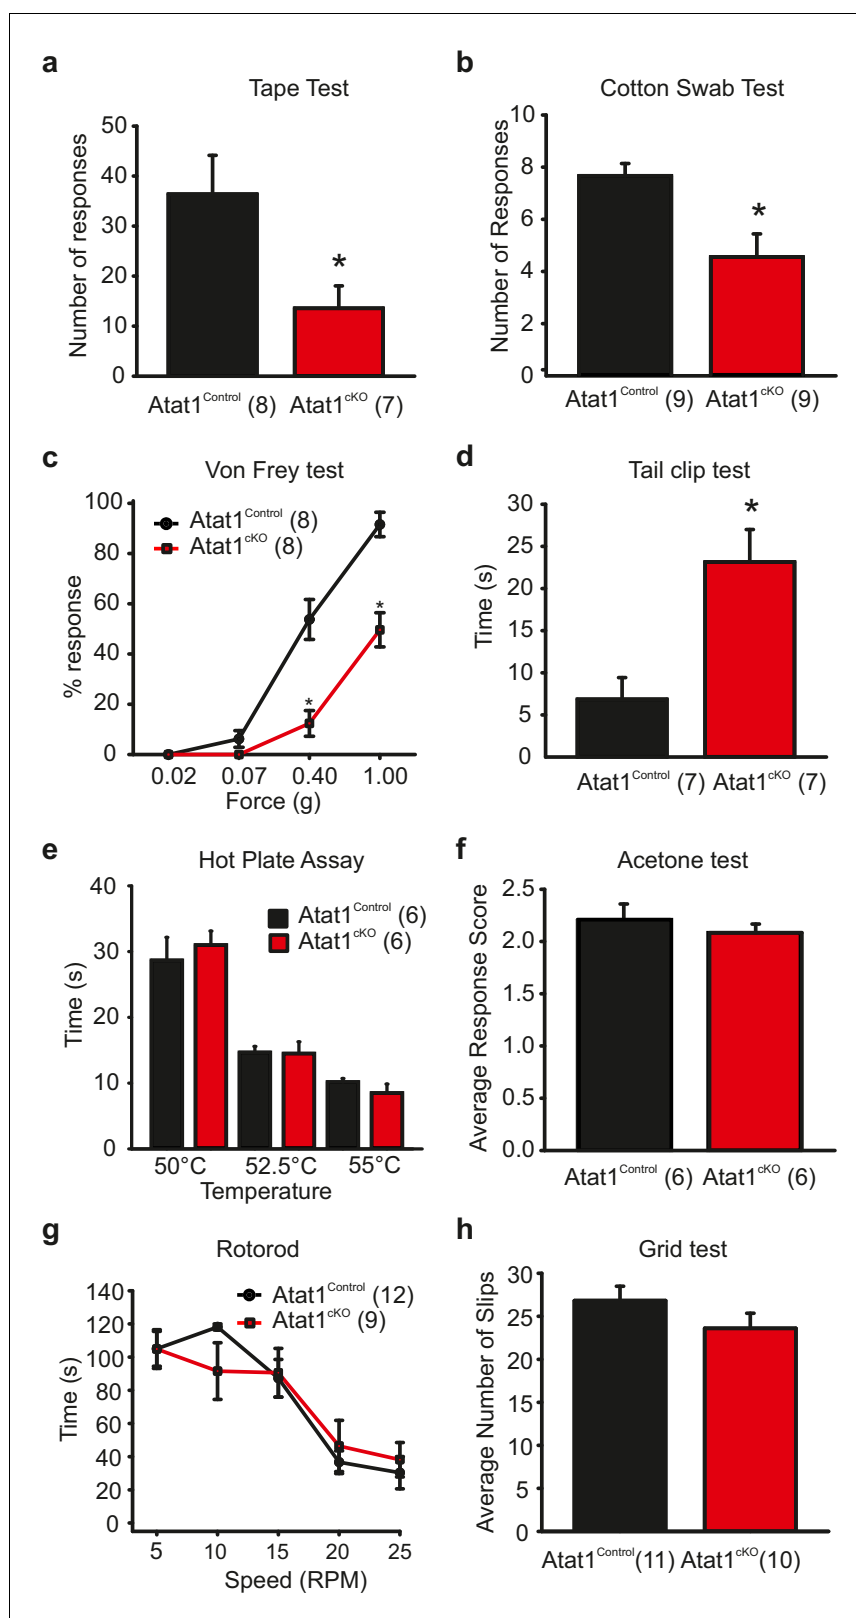 a
Tape Test
Number of responses
50
40
30
20
10
0
Atat1Control (8) Atat1cKO (7)
*
b
Cotton Swab Test
Number of Responses
10
8
6
4
2
0
Atat1Control (9) Atat1cKO (9)
*
c
Von Frey test
% response
100
80
60
40
20
0
Atat1Control (8)
Atat1cKO (8)
*
*
0.02 0.07 0.40 1.00
Force (g)
d
Tail clip test
Time (s)
30
25
20
15
10
5
0
*
Atat1Control (7) Atat1cKO (7)
e
Hot Plate Assay
Time (s)
40
30
20
10
0
Atat1Control (6)
Atat1cKO (6)
50°C 52.5°C 55°C
Temperature
f
Acetone test
Average Response Score
2.5
2.0
1.5
1.0
0.5
0.0
Atat1Control (6) Atat1cKO (6)
g
Rotorod
Time (s)
140
120
100
80
60
40
20
0
Atat1Control (12)
Atat1cKO (9)
5 10 15 20 25
Speed (RPM)
h
Grid test
Average Number of Slips
30
25
20
15
10
5
0
Atat1Control(11) Atat1cKO(10)